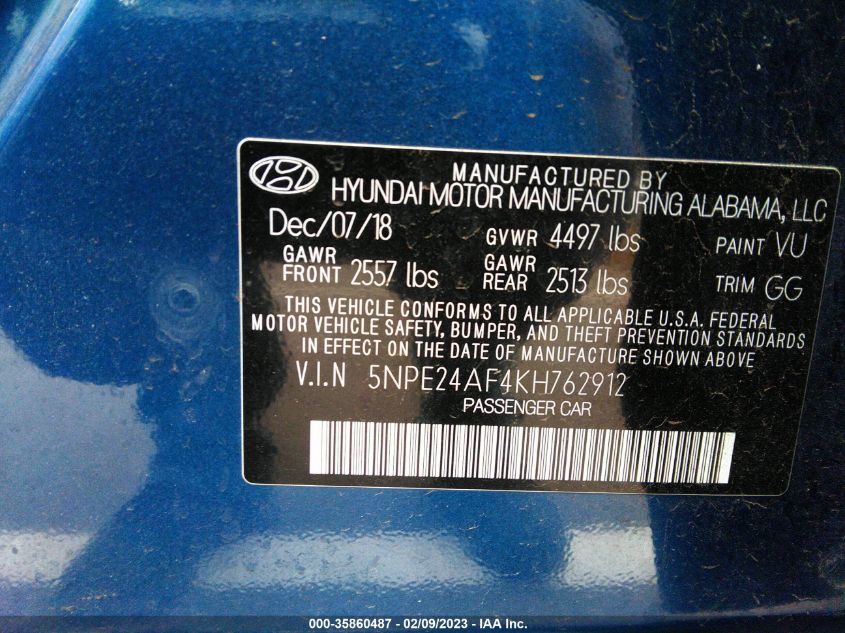 MANUFACTURED BY
HYUNDAI MOTOR MANUFACTURING ALABAMA, LLC
Dec/07/18 GVWR 4497 lbs PAINT VU
GAWR FRONT 2557 lbs GAWR REAR 2513 lbs TRIM GG
THIS VEHICLE CONFORMS TO ALL APPLICABLE U.S.A. FEDERAL
MOTOR VEHICLE SAFETY, BUMPER, AND THEFT PREVENTION STANDARDS
IN EFFECT ON THE DATE OF MANUFACTURE SHOWN ABOVE
V.I.N 5NPE24AF4KH762912
PASSENGER CAR
000-35860487 - 02/09/2023 - IAA Inc.